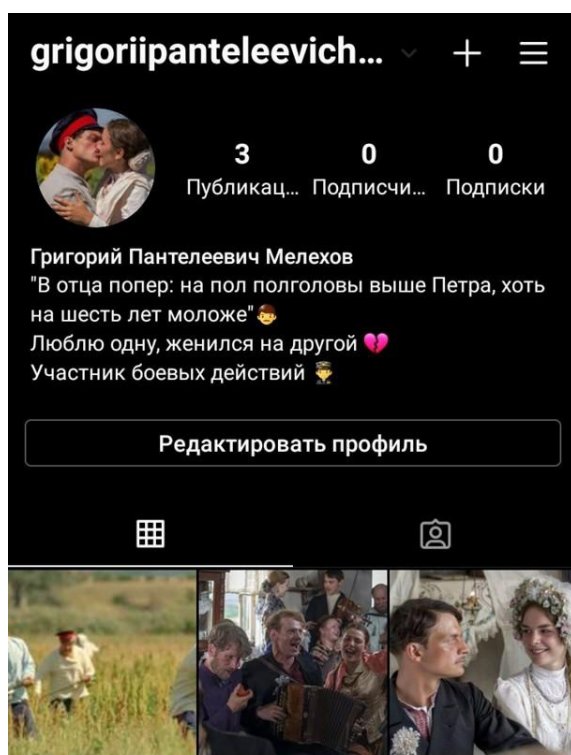 grigoriipanteleevich...
3 0 0
Публикац... Подписчи... Подписки
Григорий Пантелеевич Мелехов
"В отца попер: на пол полголовы выше Петра, хоть
на шесть лет моложе"👦
Люблю одну, женился на другой 💔
Участник боевых действий 👨‍✈️
Редактировать профиль